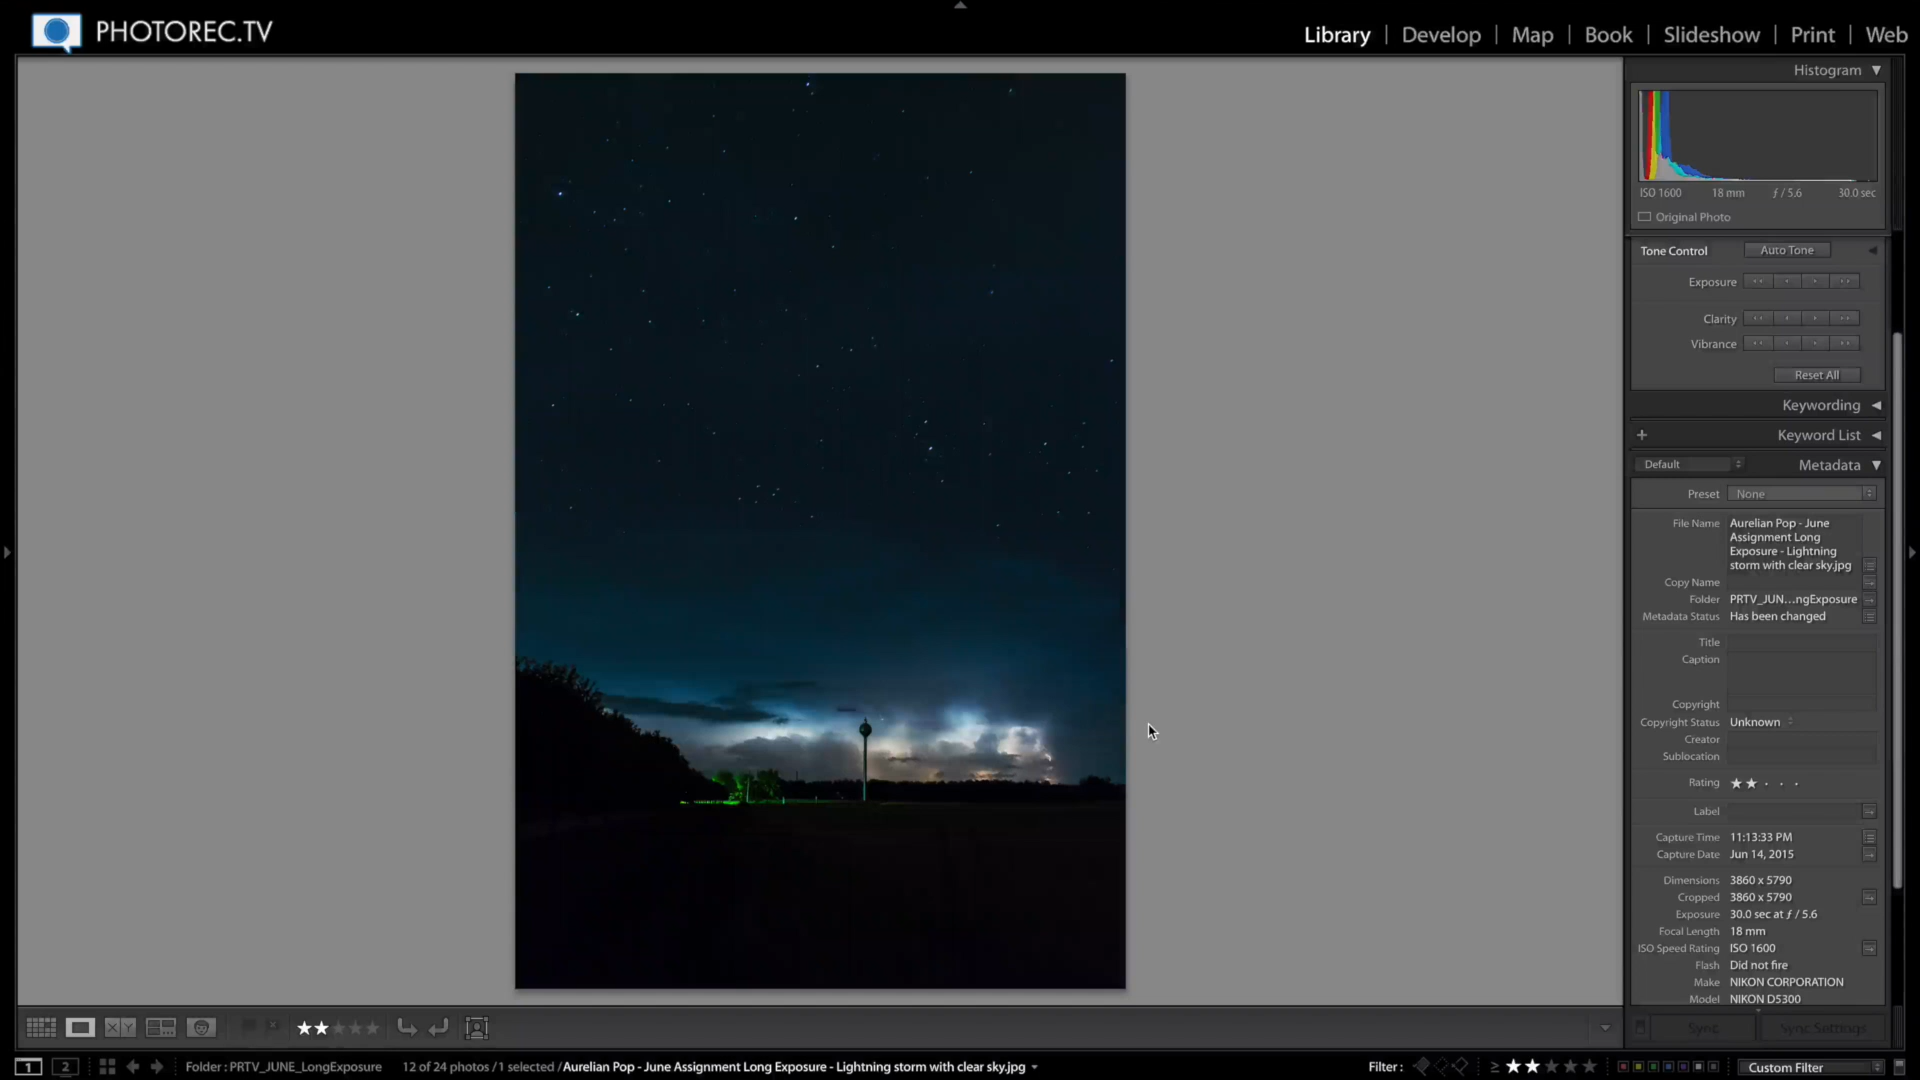 PHOTOREC.TV
Library | Develop | Map | Book | Slideshow | Print | Web
Histogram
ISO 1600 18 mm ƒ / 5.6 30.0 sec
Original Photo
Tone Control Auto Tone
Exposure
Clarity
Vibrance
Reset All
Keywording
+ Keyword List
Default Metadata
Preset None
File Name Aurelian Pop - June
Assignment Long
Exposure - Lightning
storm with clear sky.jpg
Copy Name
Folder PRTV_JUN...ngExposure
Metadata Status Has been changed
Title
Caption
Copyright
Copyright Status Unknown
Creator
Sublocation
Rating ★★
Label
Capture Time 11:13:33 PM
Capture Date Jun 14, 2015
Dimensions 3860 x 5790
Cropped 3860 x 5790
Exposure 30.0 sec at ƒ / 5.6
Focal Length 18 mm
ISO Speed Rating ISO 1600
Flash Did not fire
Make NIKON CORPORATION
Model NIKON D5300
X Y
Sync Sync Settings
1 2 Folder : PRTV_JUNE_LongExposure 12 of 24 photos / 1 selected / Aurelian Pop - June Assignment Long Exposure - Lightning storm with clear sky.jpg Filter : ≥ ★★ Custom Filter